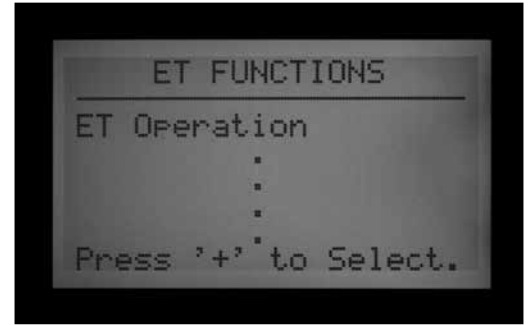 ET FUNCTIONS
ET Operation
.
.
.
.
Press '+' to Select.